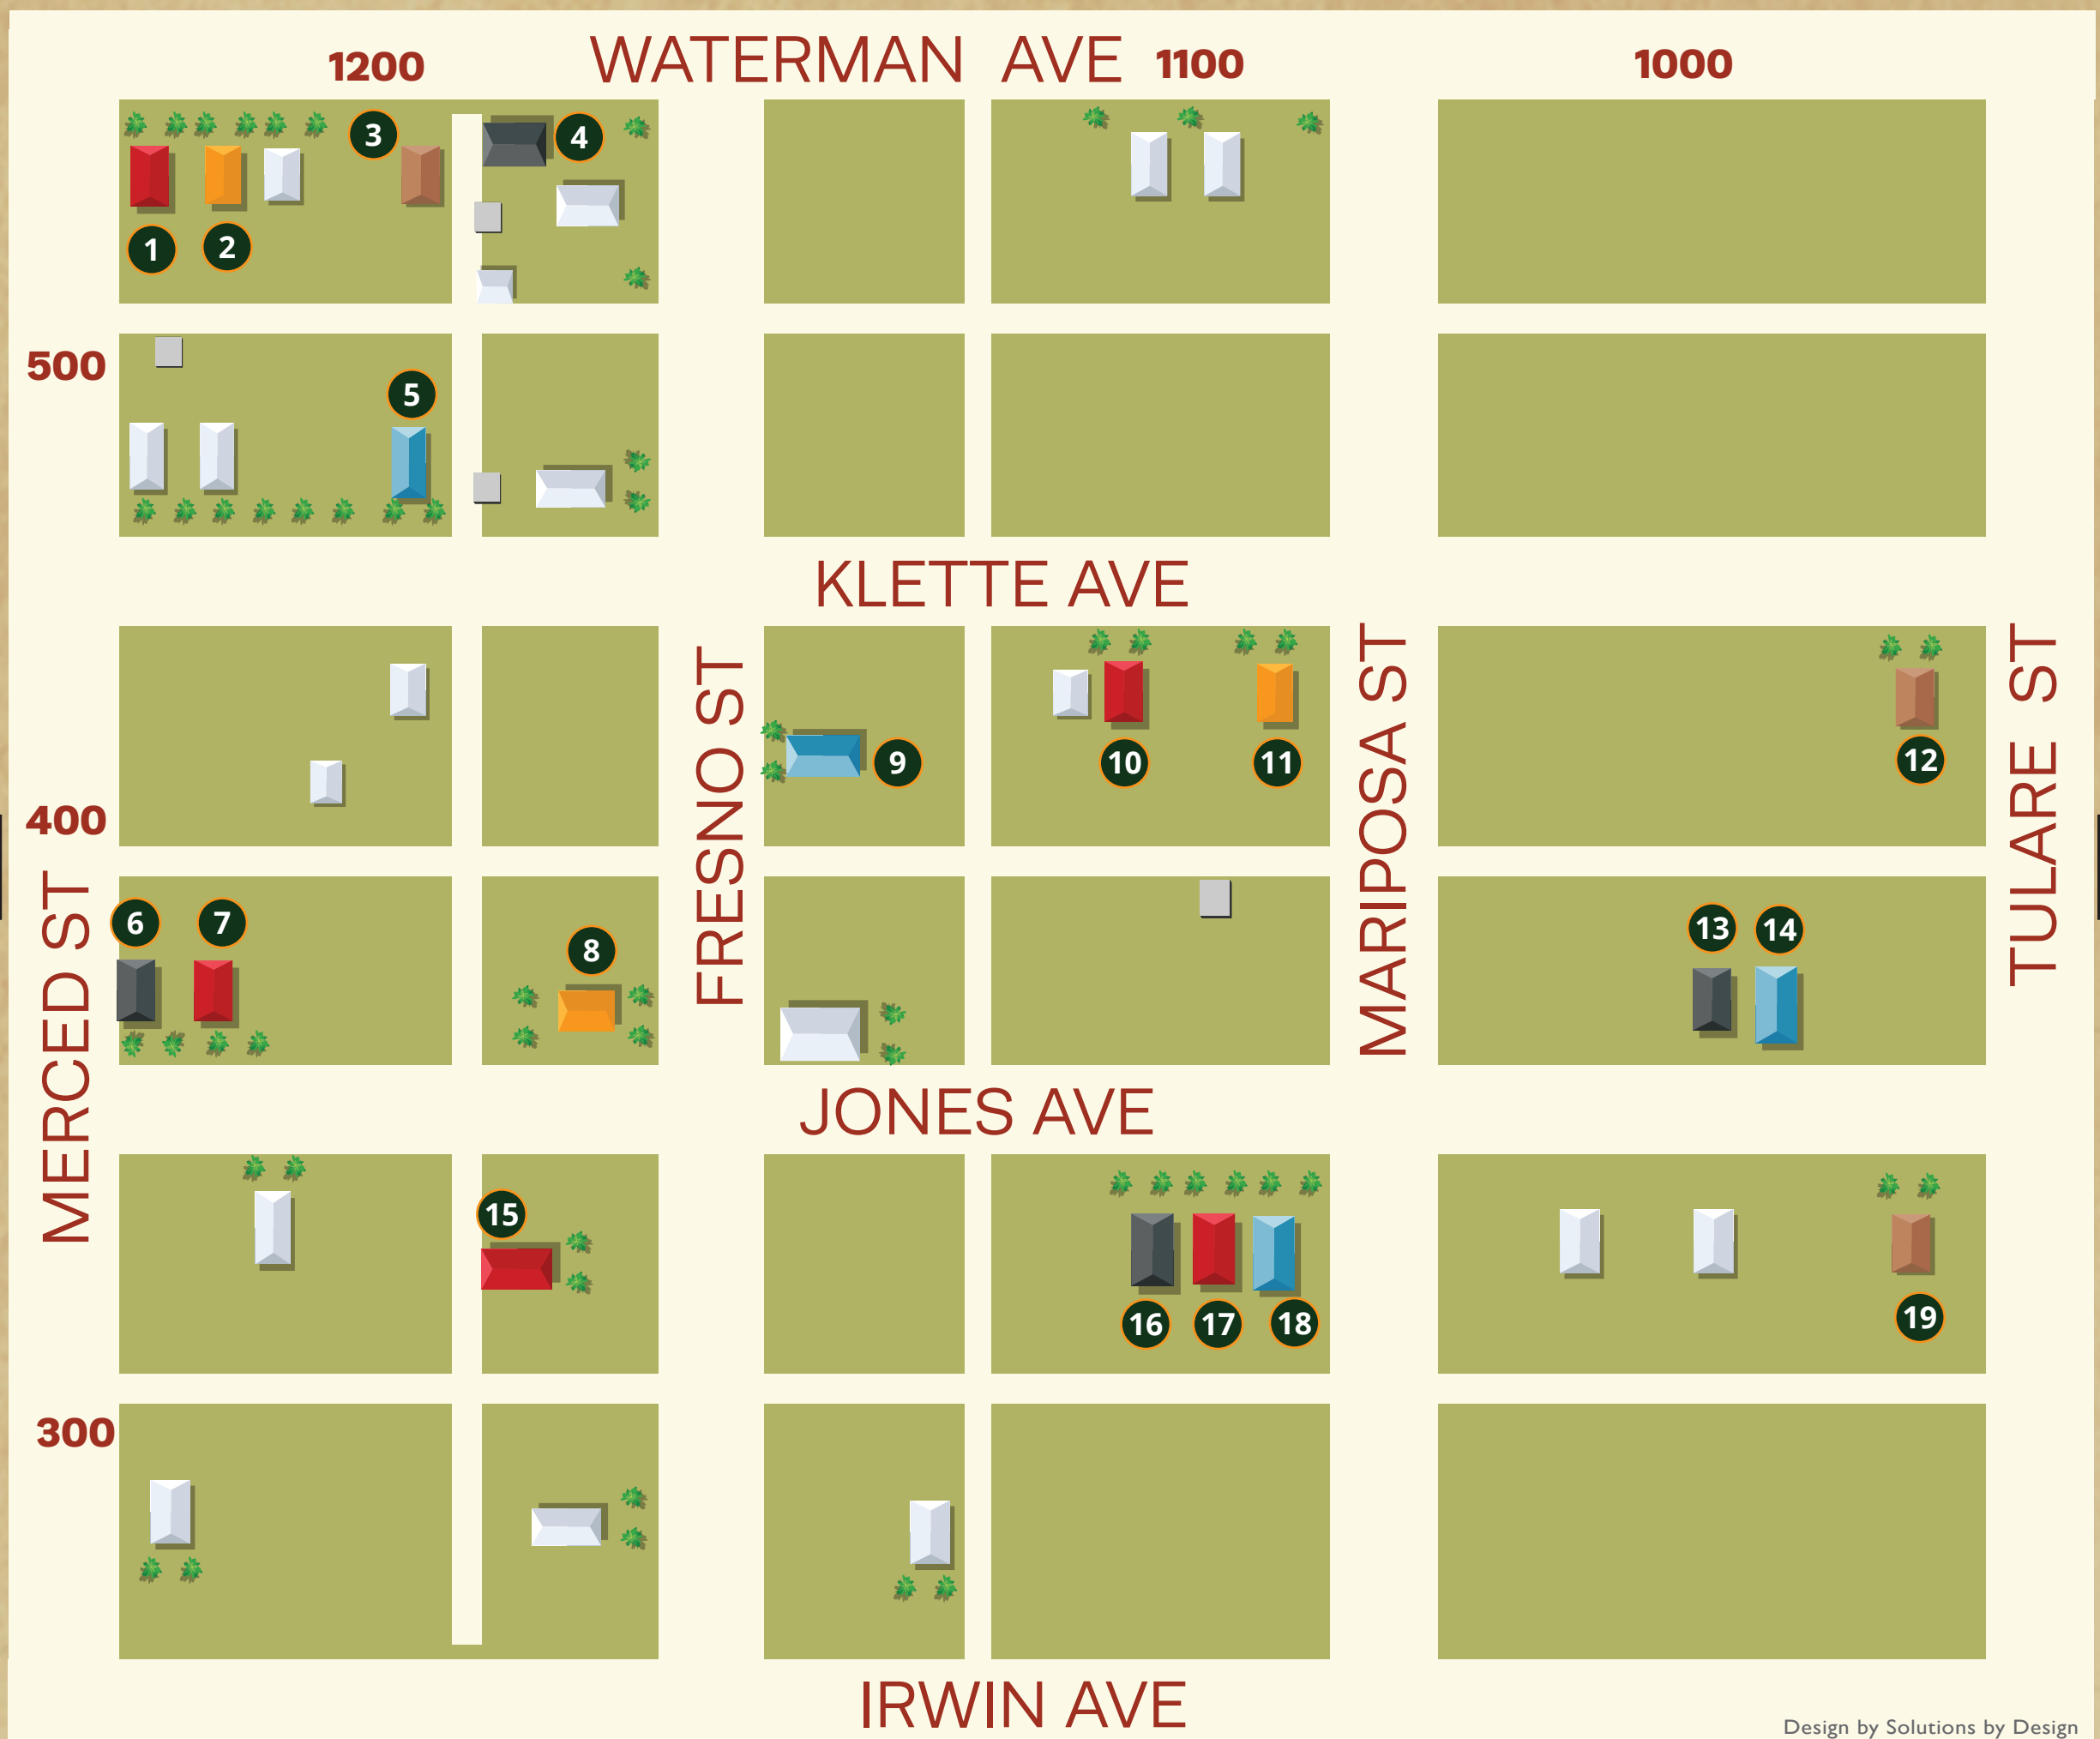 1200 WATERMAN AVE 1100 1000
3 4
1 2
500
5
KLETTE AVE
9 10 11 12
400
6 7 8 13 14
MERCED ST
FRESNO ST
MARIPOSA ST
TULARE ST
JONES AVE
15
16 17 18 19
300
IRWIN AVE
Design by Solutions by Design